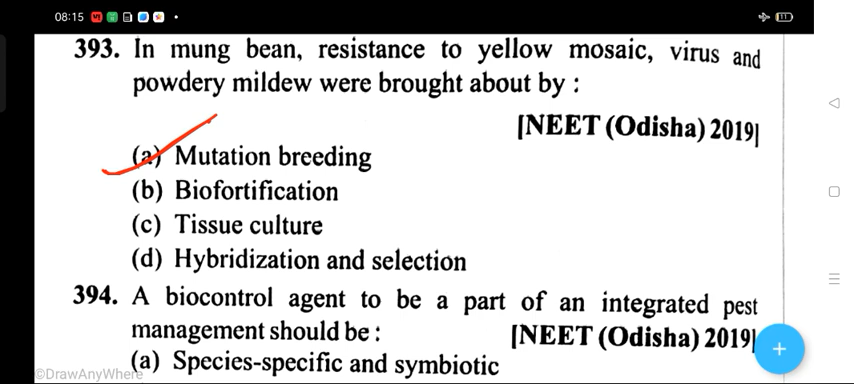 08:15
393. In mung bean, resistance to yellow mosaic, virus and
powdery mildew were brought about by :
[NEET (Odisha) 2019]
(a) Mutation breeding
(b) Biofortification
(c) Tissue culture
(d) Hybridization and selection
394. A biocontrol agent to be a part of an integrated pest
management should be :
[NEET (Odisha) 2019]
(a) Species-specific and symbiotic
©DrawAnyWhere